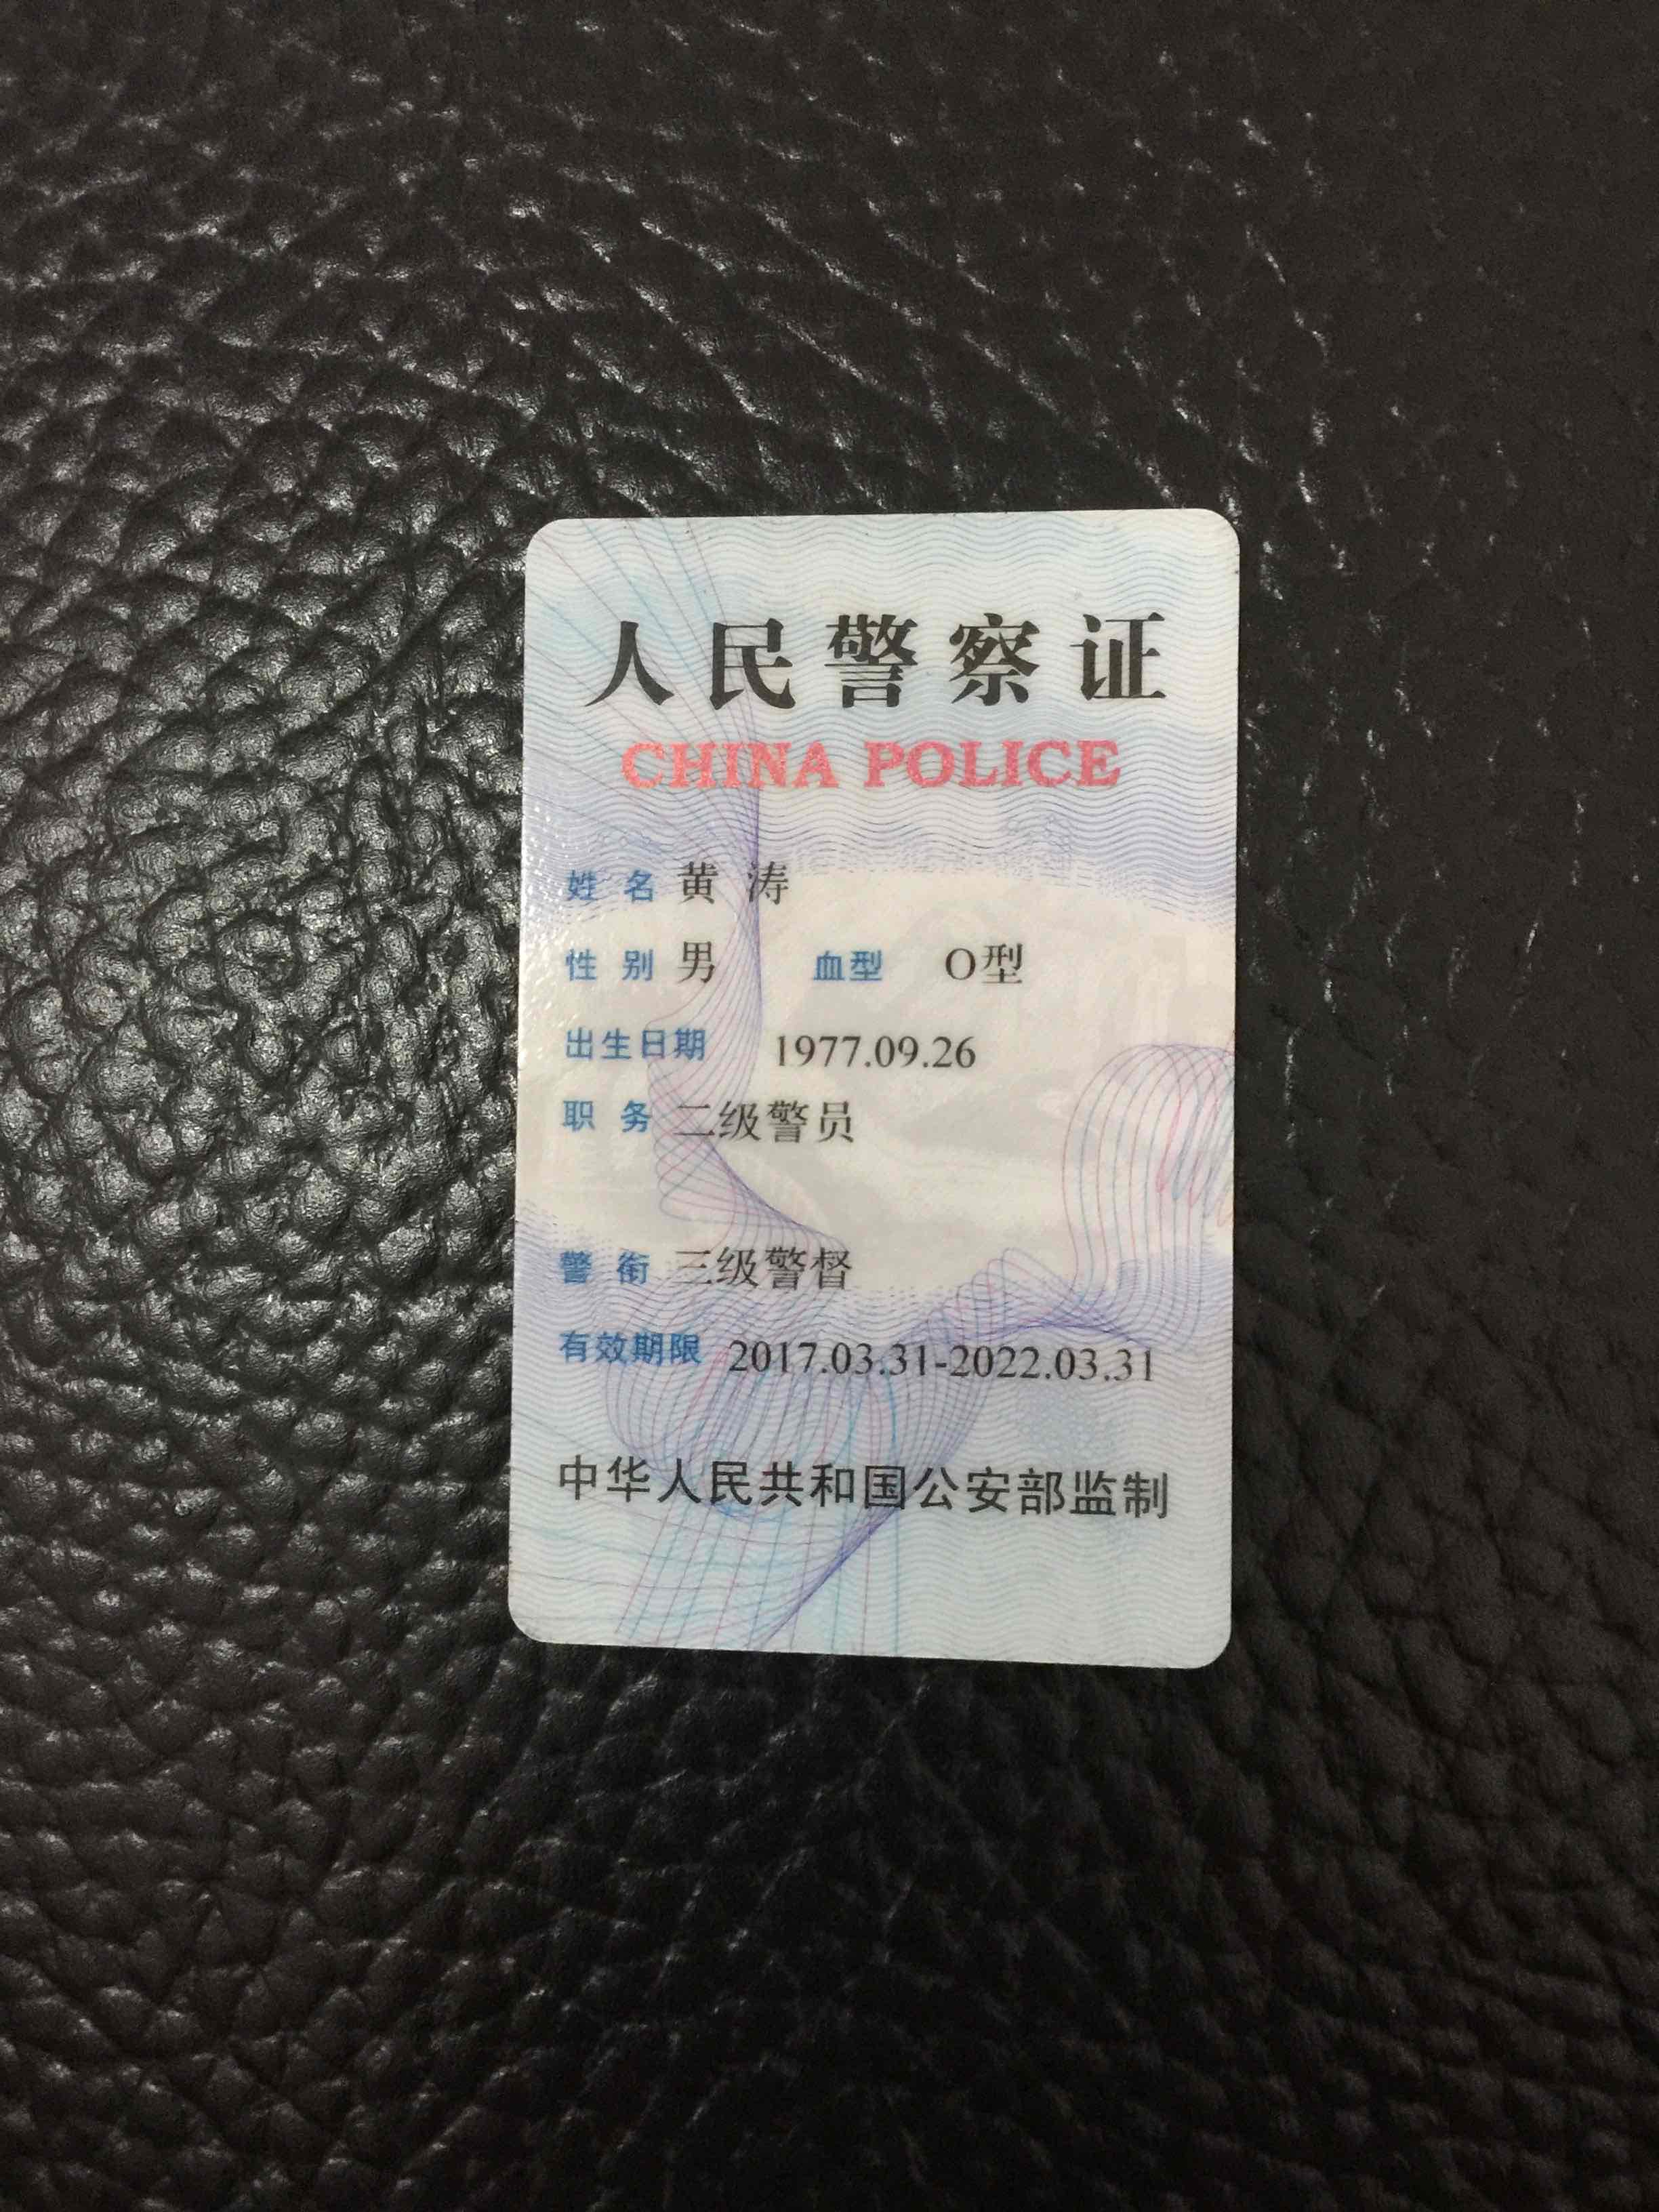 人民警察证
CHINA POLICE
姓 名 黄 涛
性 别 男 血型 O型
出生日期 1977.09.26
职 务 二级警员
警 衔 三级警督
有效期限 2017.03.31-2022.03.31
中华人民共和国公安部监制